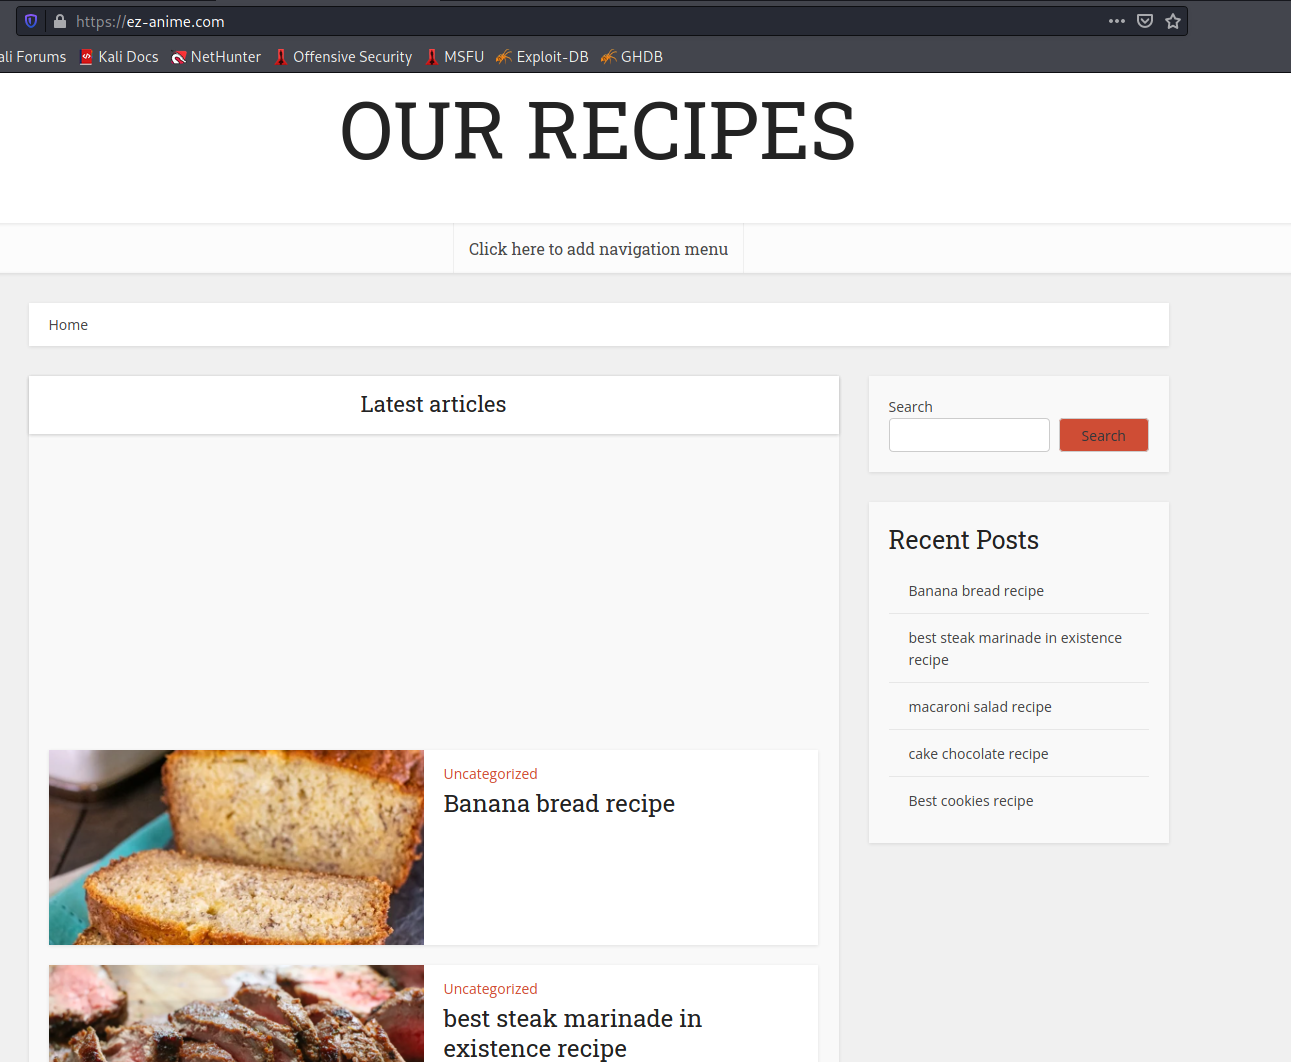 https://ez-anime.com
ali Forums Kali Docs NetHunter Offensive Security MSFU Exploit-DB GHDB
OUR RECIPES
Click here to add navigation menu
Home
Latest articles
Search
Search
Recent Posts
Banana bread recipe
best steak marinade in existence
recipe
macaroni salad recipe
cake chocolate recipe
Best cookies recipe
Uncategorized
Banana bread recipe
Uncategorized
best steak marinade in
existence recipe